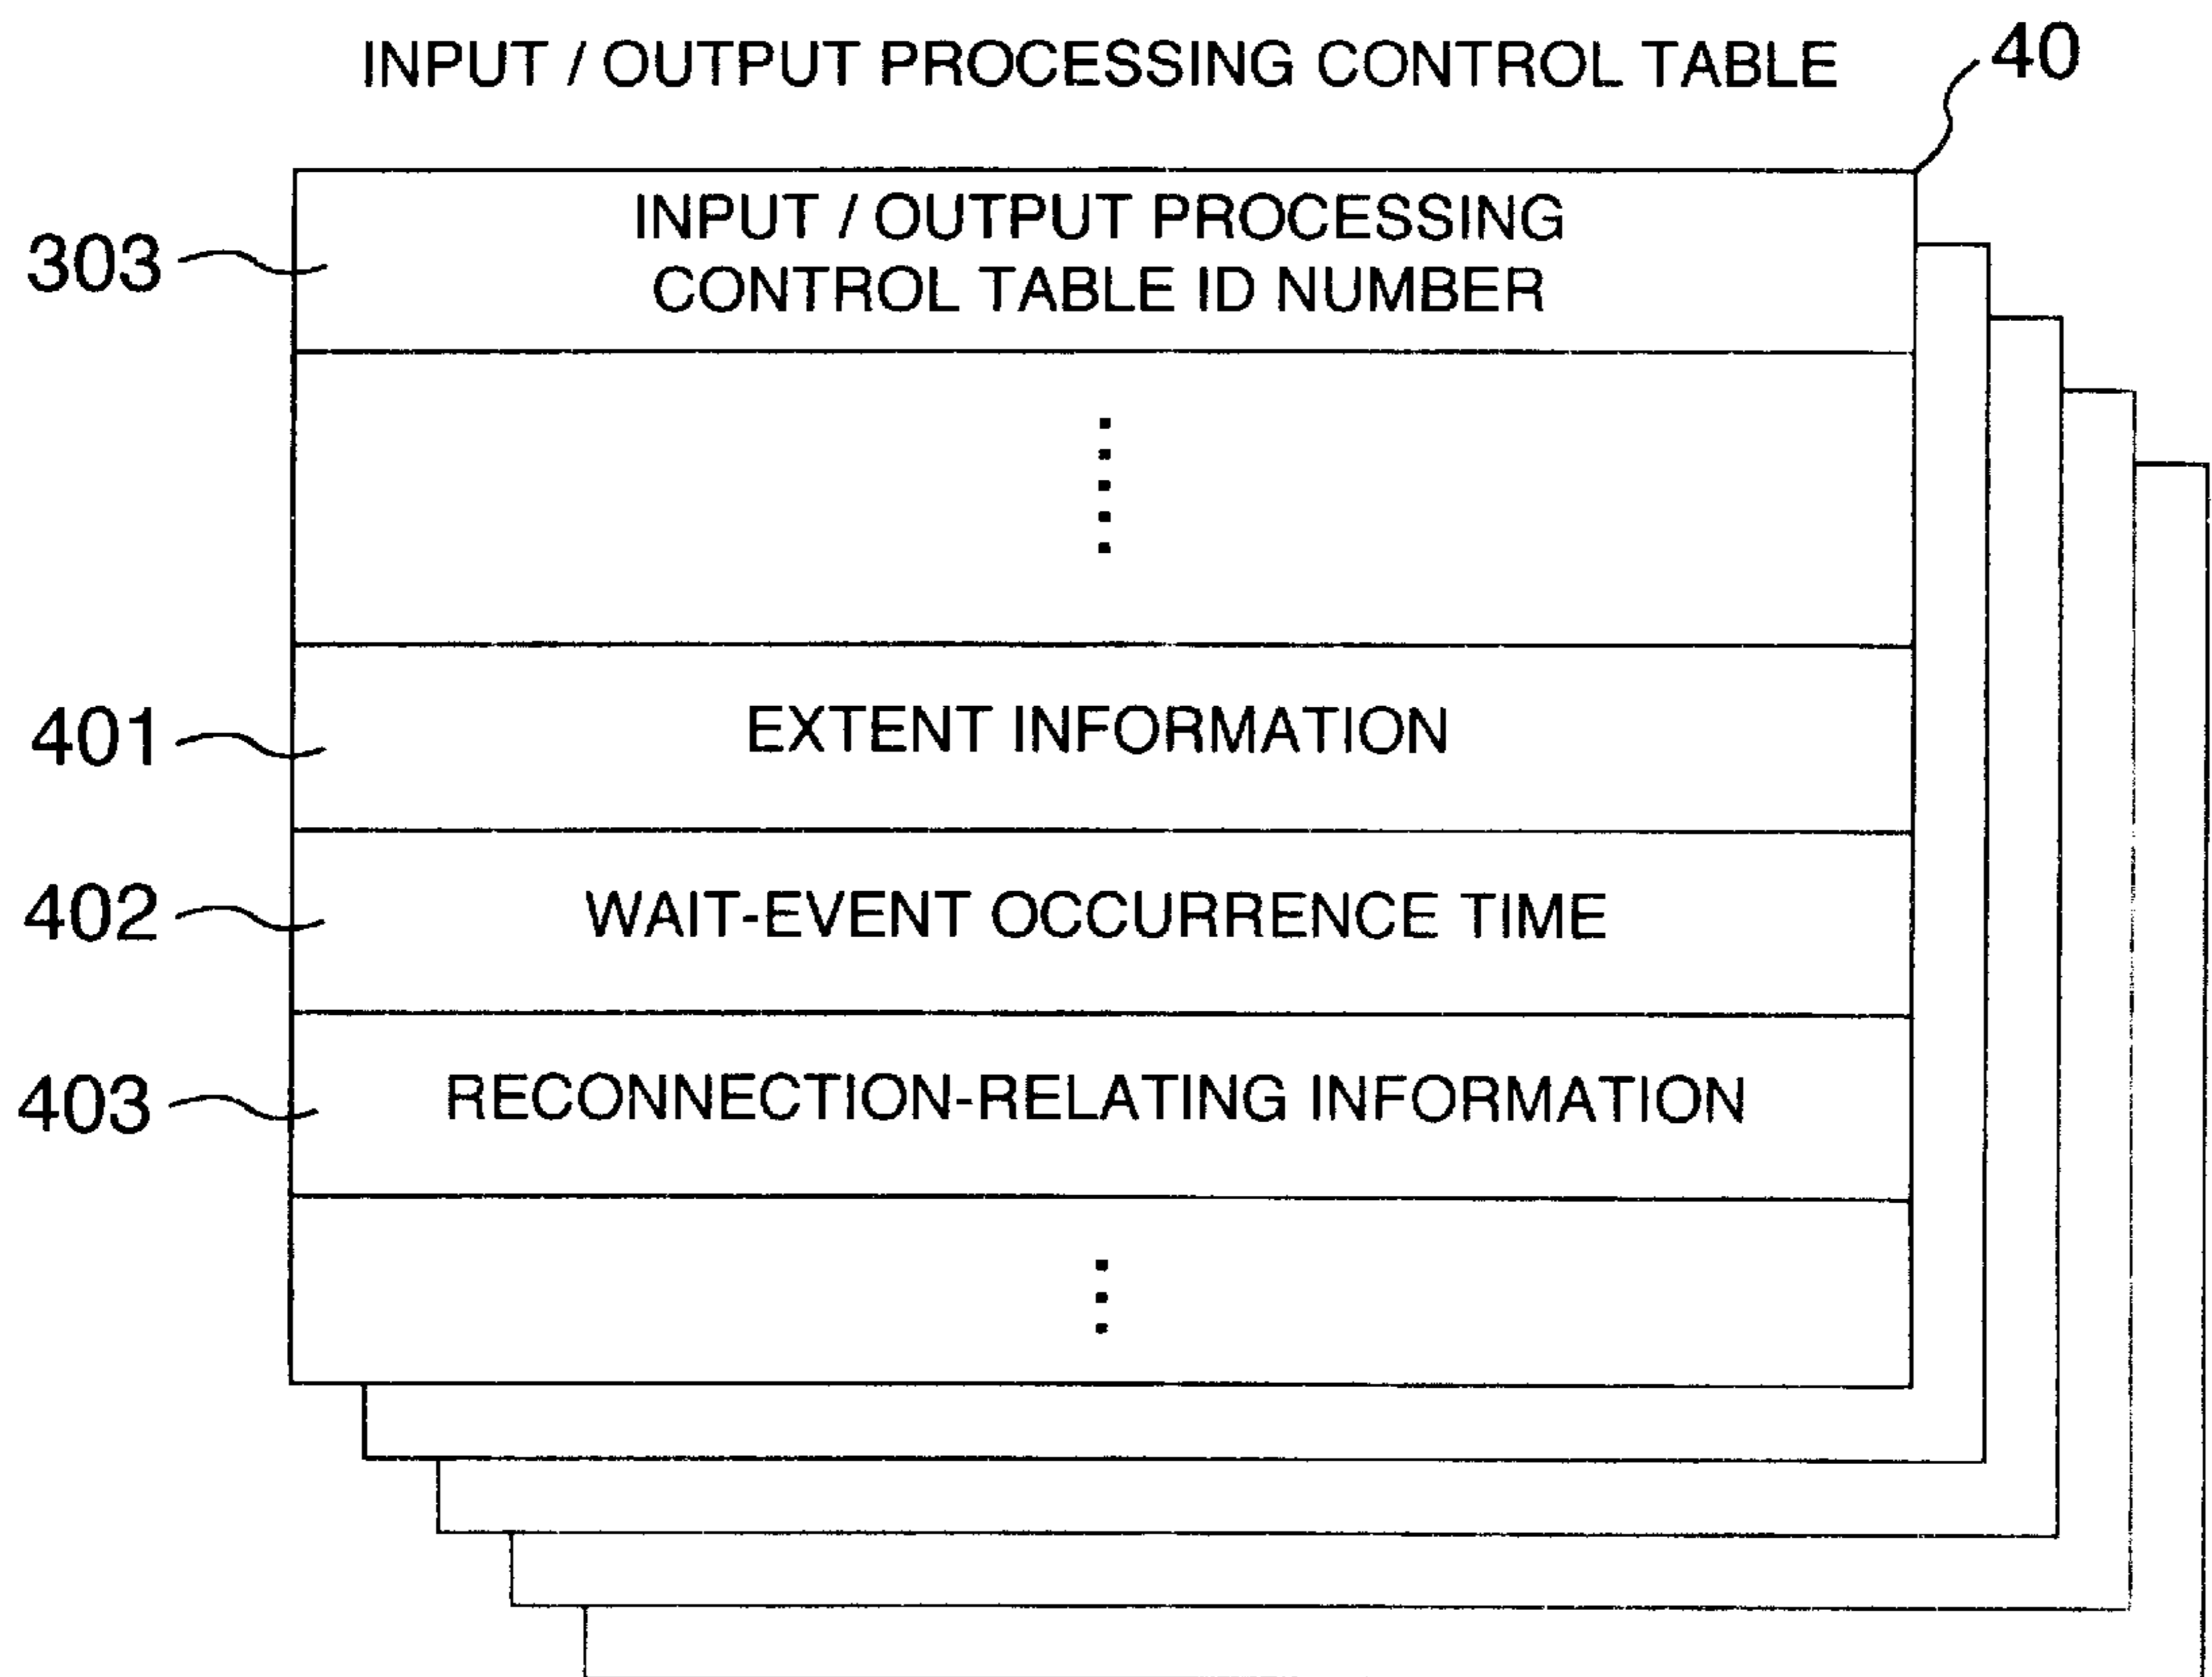 INPUT / OUTPUT PROCESSING CONTROL TABLE
40
303
INPUT / OUTPUT PROCESSING
CONTROL TABLE ID NUMBER
401
EXTENT INFORMATION
402
WAIT-EVENT OCCURRENCE TIME
403
RECONNECTION-RELATING INFORMATION